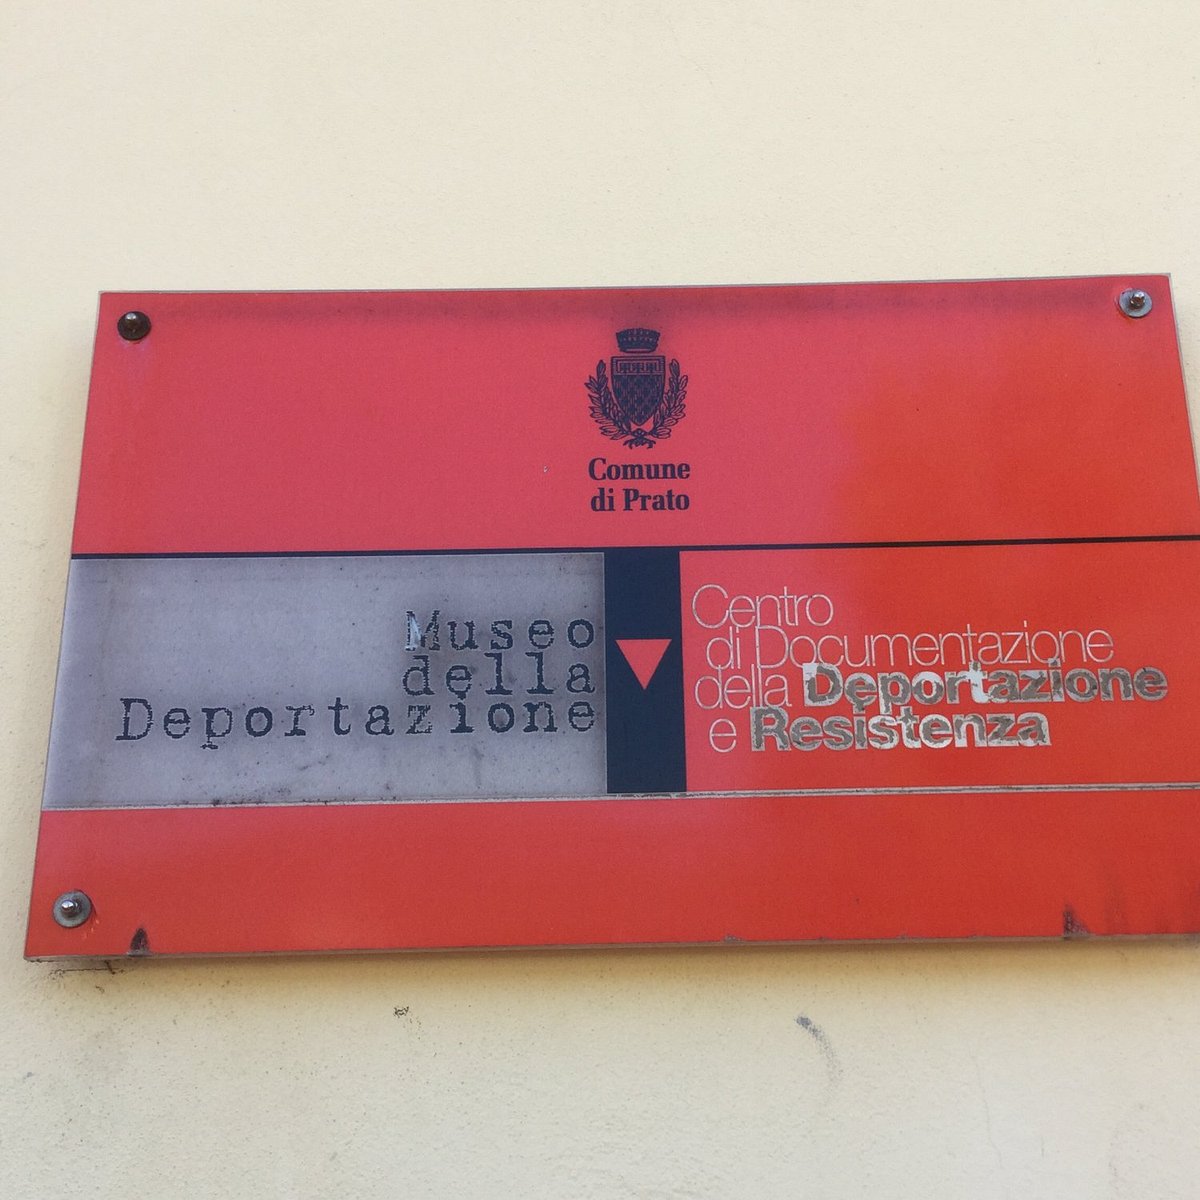 Comune
di Prato
Museo
della
Deportazione
Centro
di Documentazione
della Deportazione
e Resistenza